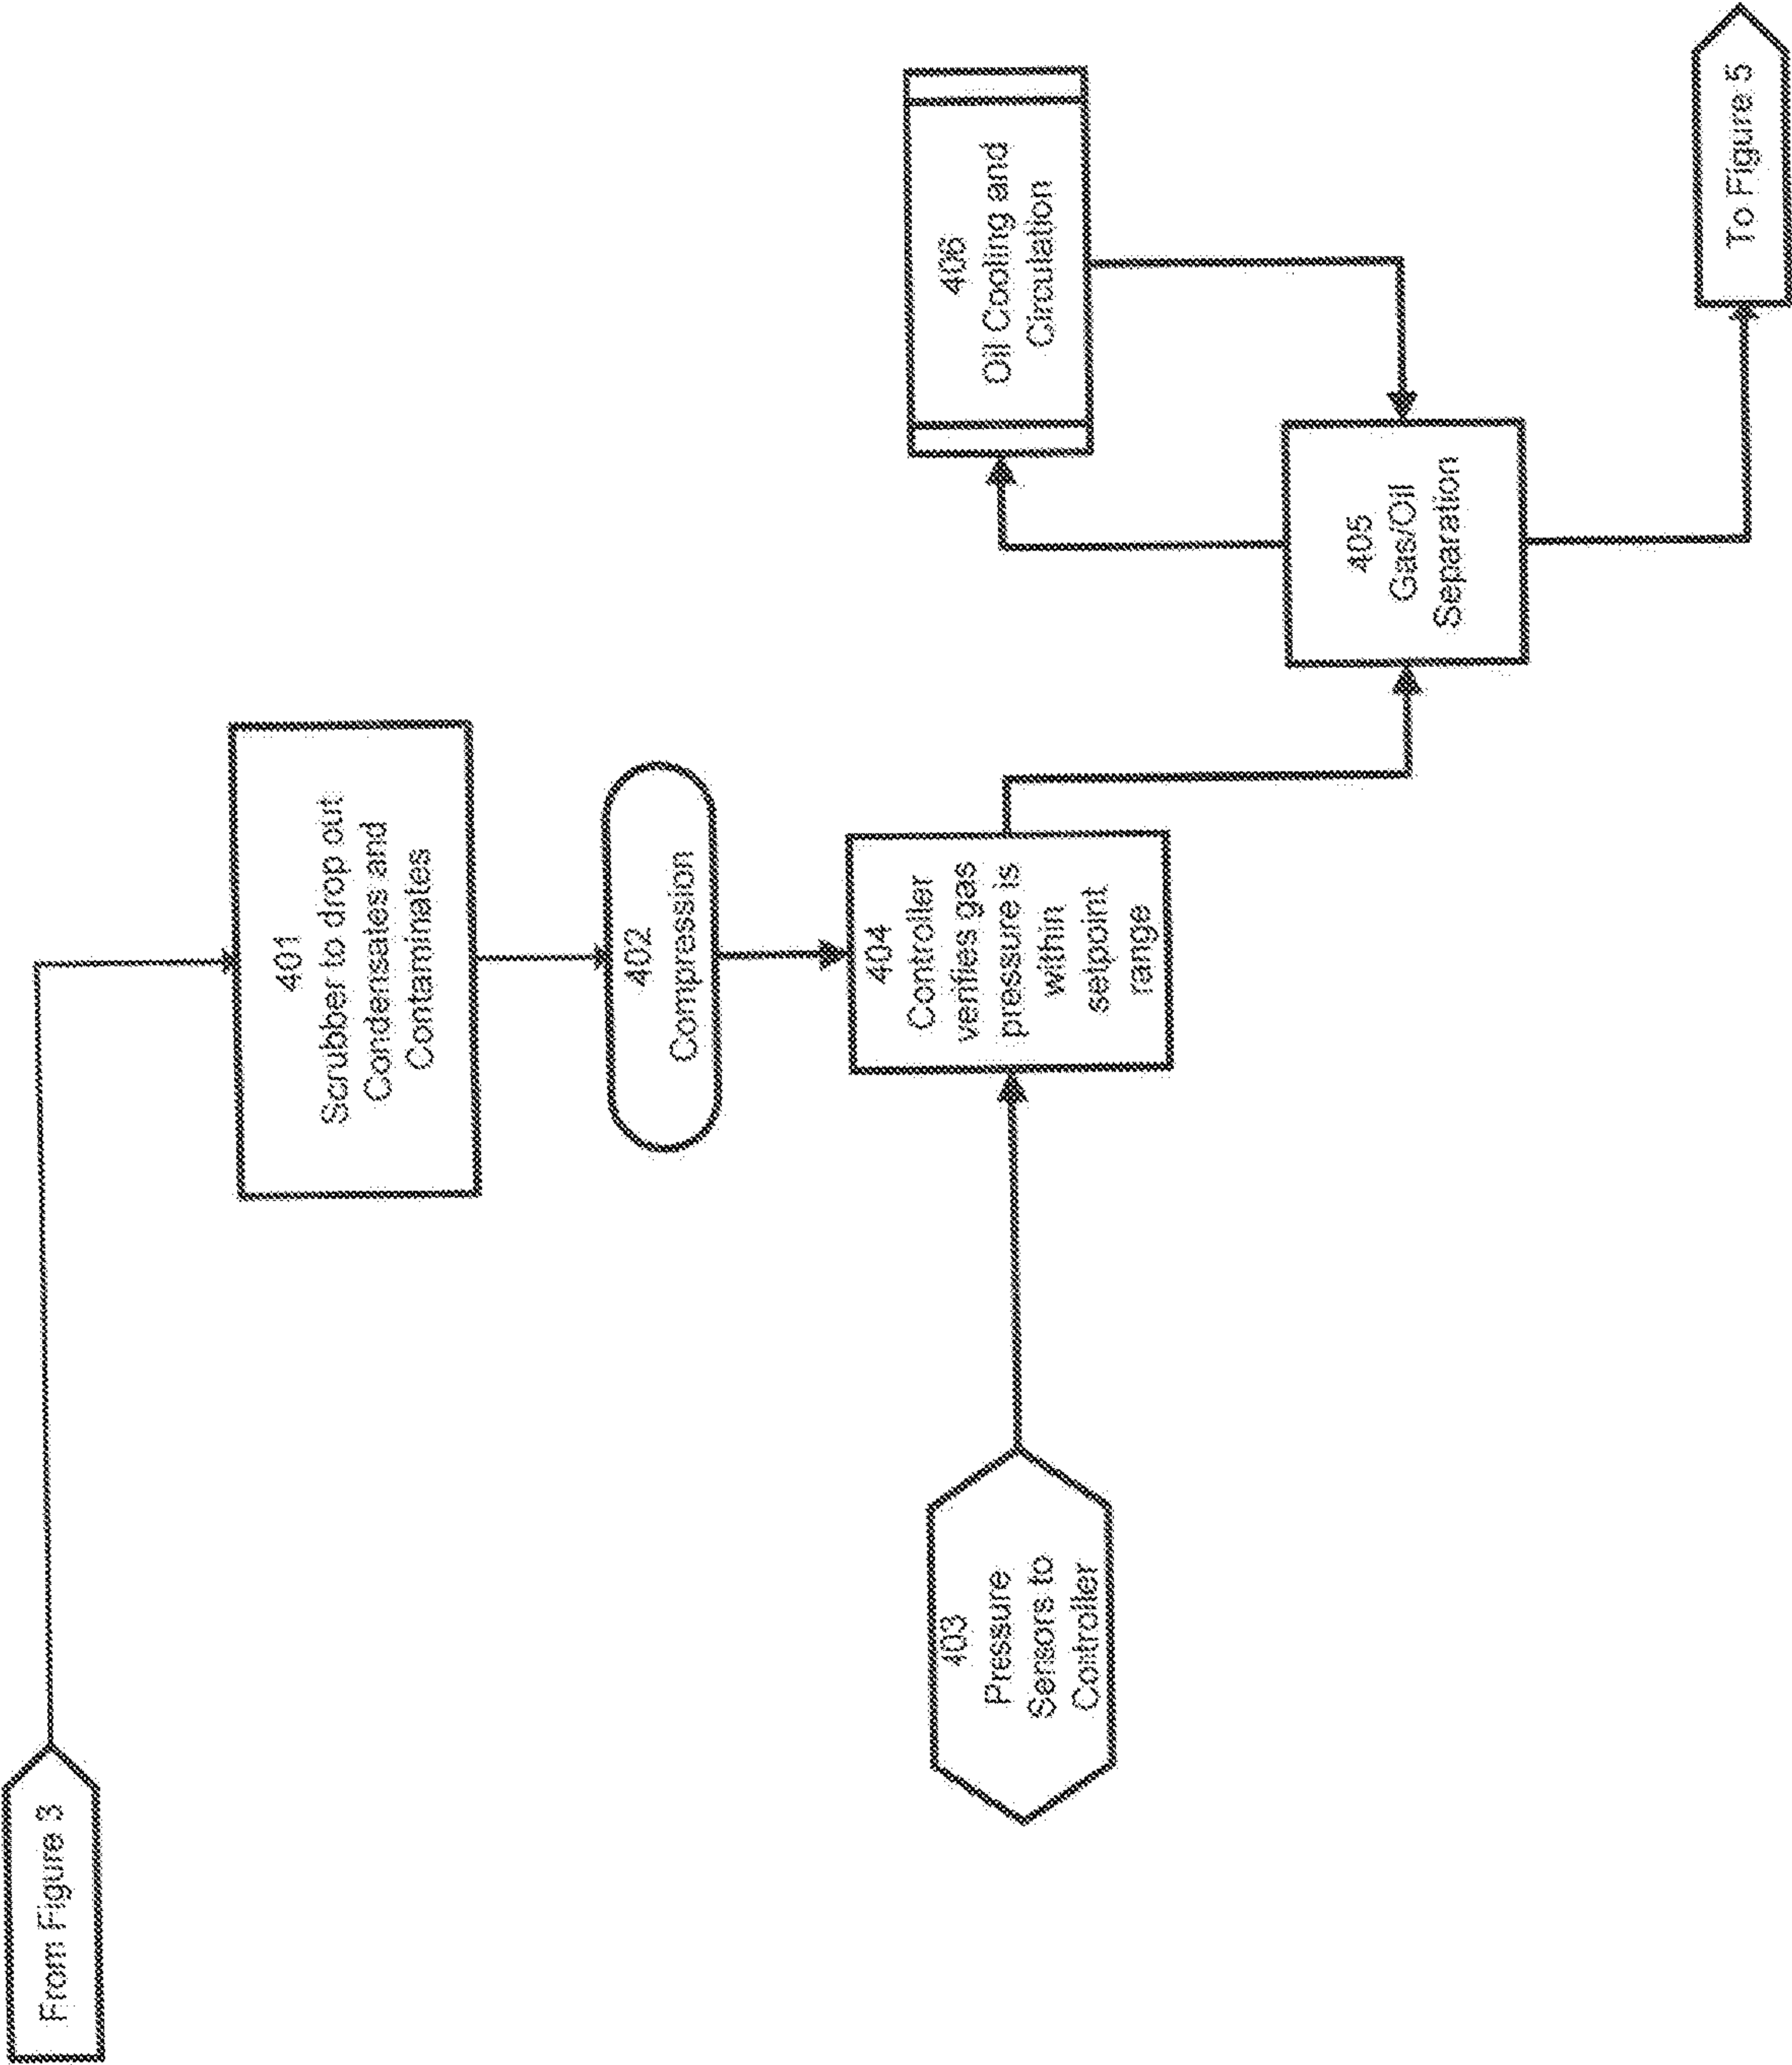 From Figure 3
401
Scrubber to drop out
Condensates and
Contaminates
402
Compression
403
Pressure
Sensors to
Controller
404
Controller
verifies gas
pressure is
within
setpoint
range
405
Gas/Oil
Separation
406
Oil Cooling and
Circulation
To Figure 5